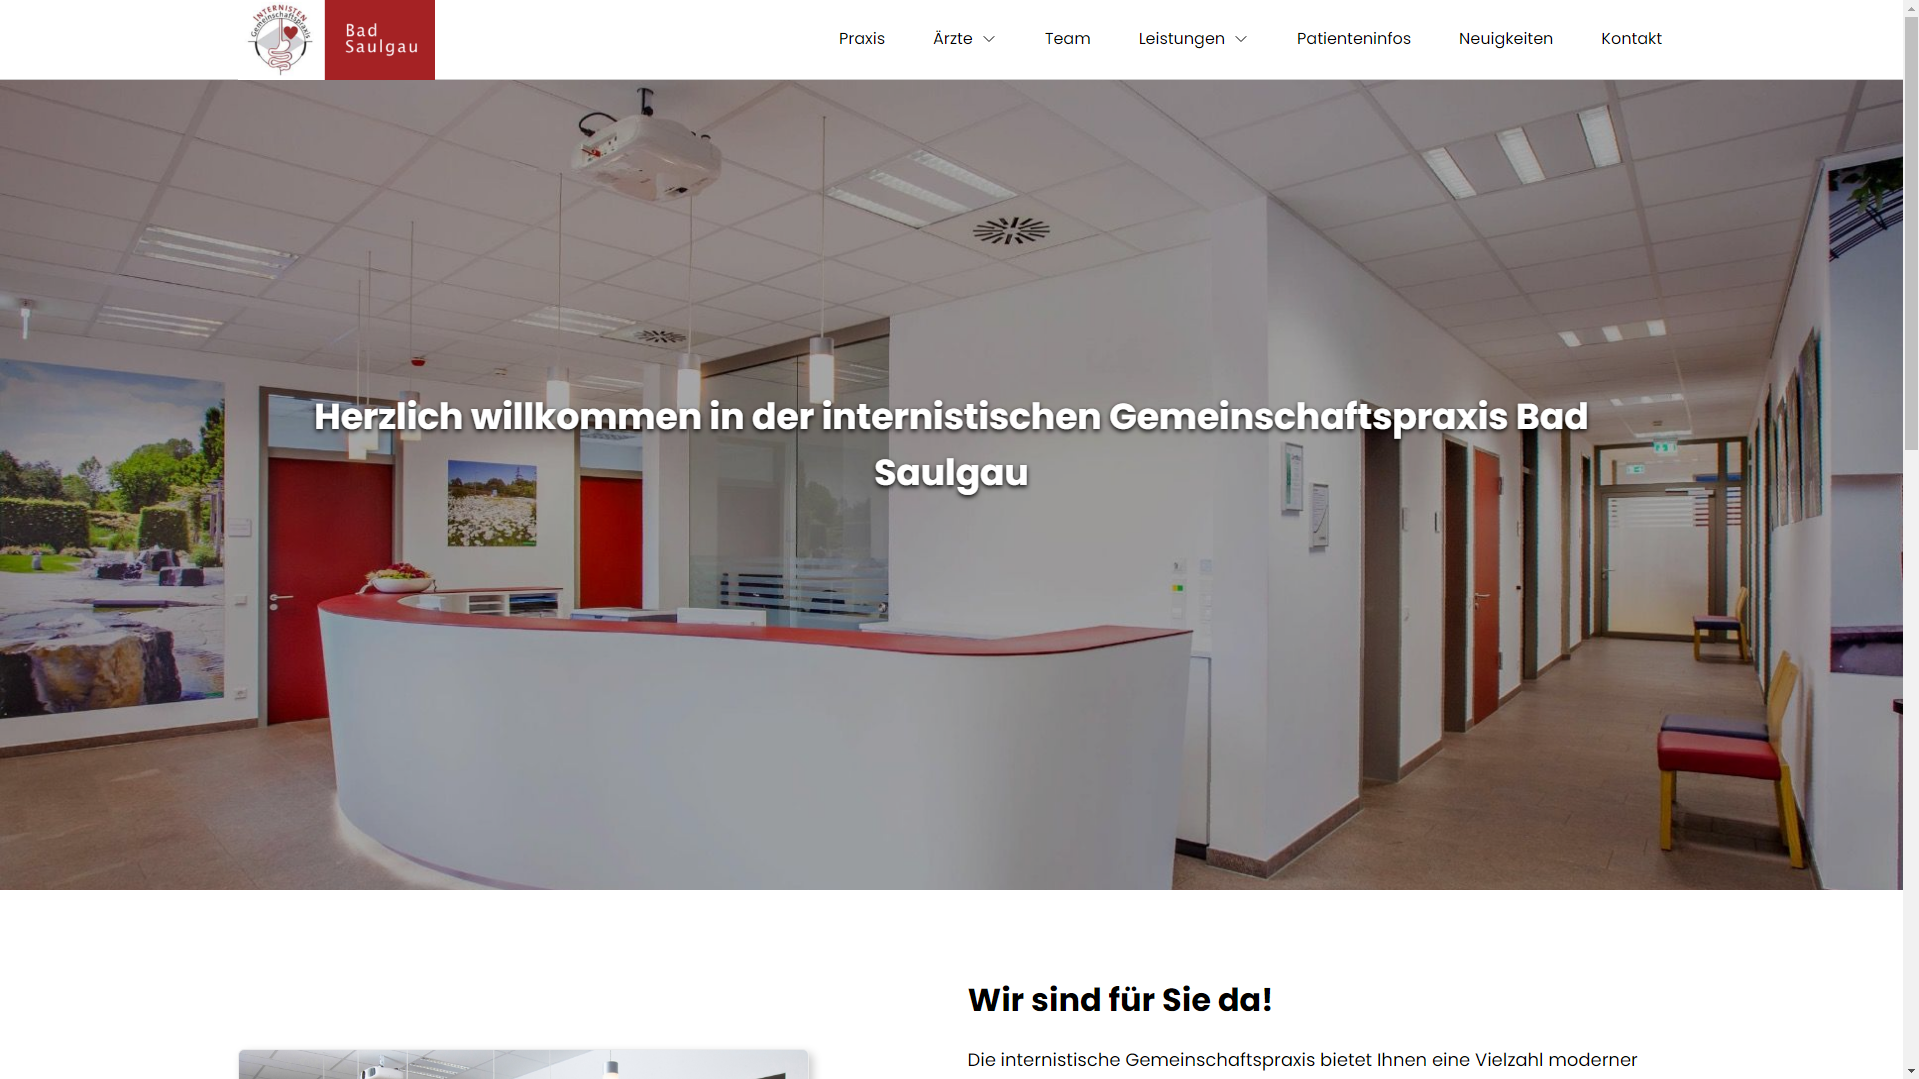 INTERNISTEN
Gemeinschaftspraxis
Bad
Saulgau
Praxis
Ärzte
Team
Leistungen
Patienteninfos
Neuigkeiten
Kontakt
Herzlich willkommen in der internistischen Gemeinschaftspraxis Bad
Saulgau
Wir sind für Sie da!
Die internistische Gemeinschaftspraxis bietet Ihnen eine Vielzahl moderner